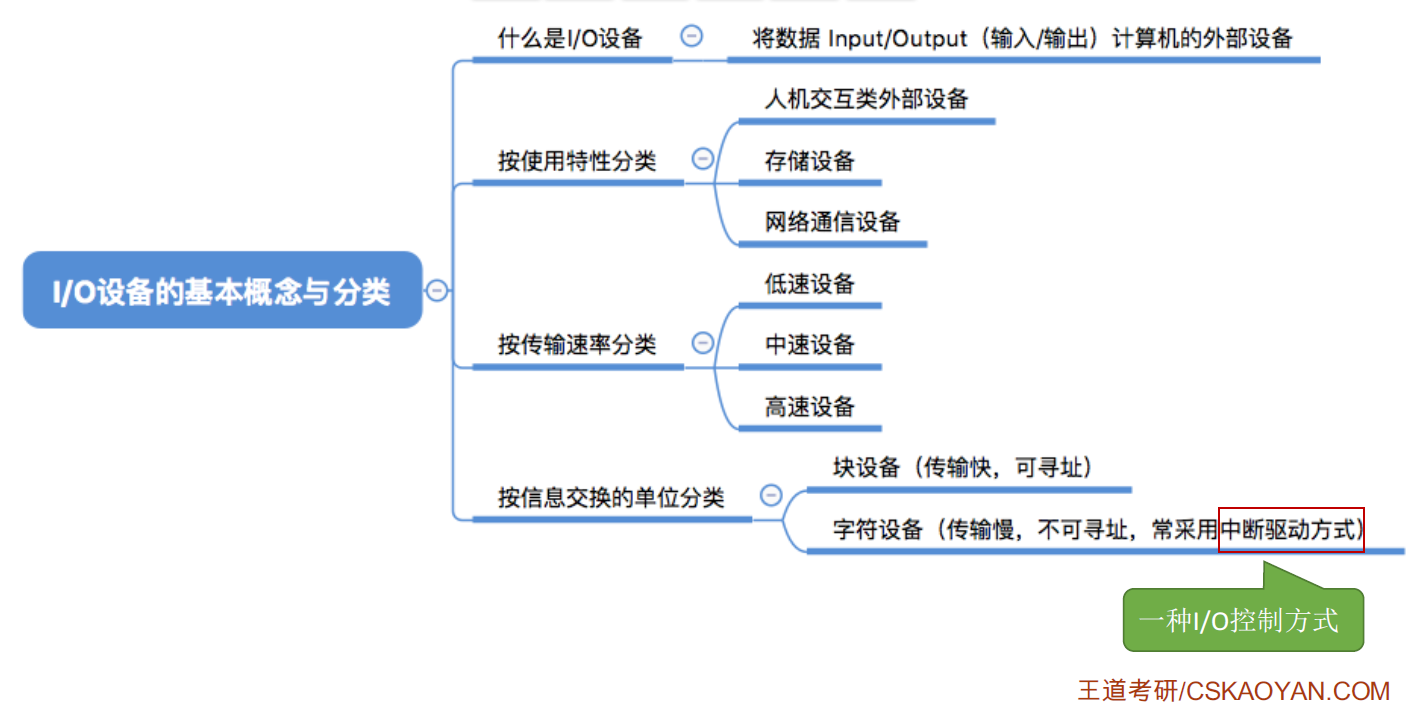 什么是I/O设备
将数据 Input/Output（输入/输出）计算机的外部设备
人机交互类外部设备
按使用特性分类
存储设备
网络通信设备
I/O设备的基本概念与分类
低速设备
按传输速率分类
中速设备
高速设备
块设备（传输快，可寻址）
按信息交换的单位分类
字符设备（传输慢，不可寻址，常采用中断驱动方式）
一种I/O控制方式
王道考研/CSKAOYAN.COM